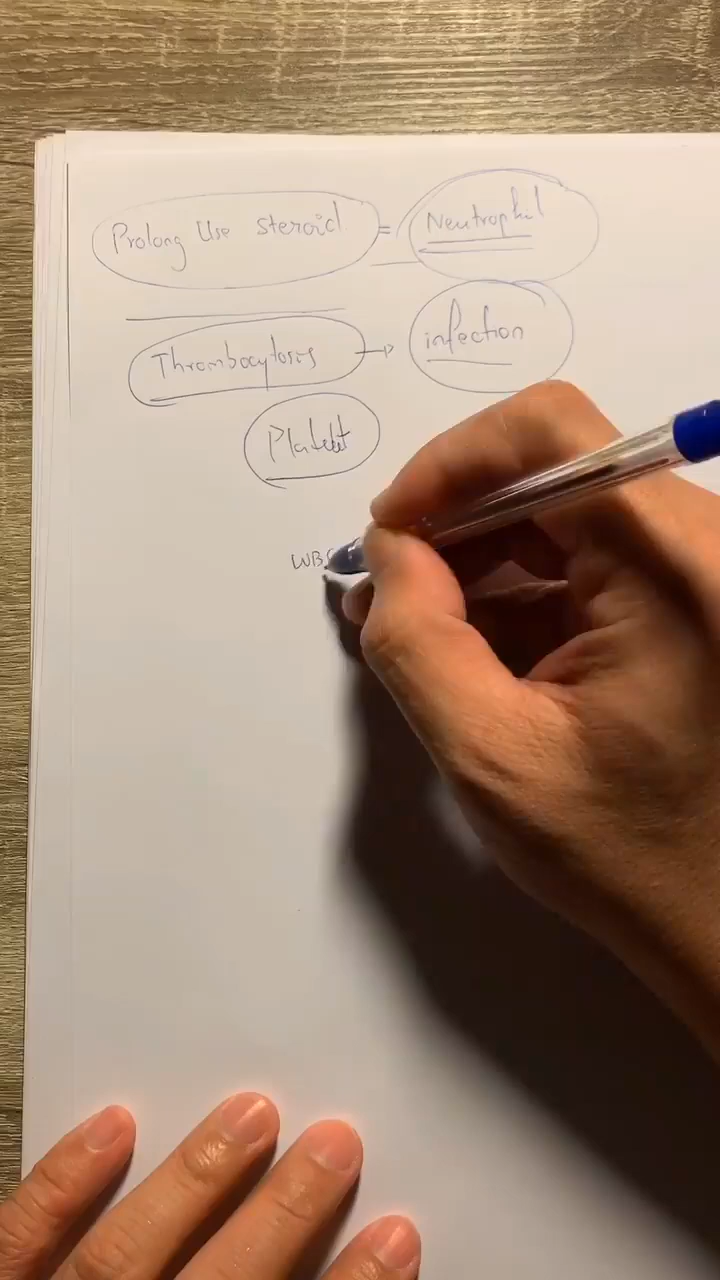 Prolong Use steroid = Neutrophil
Thrombocytosis → infection
Platelet
WBC